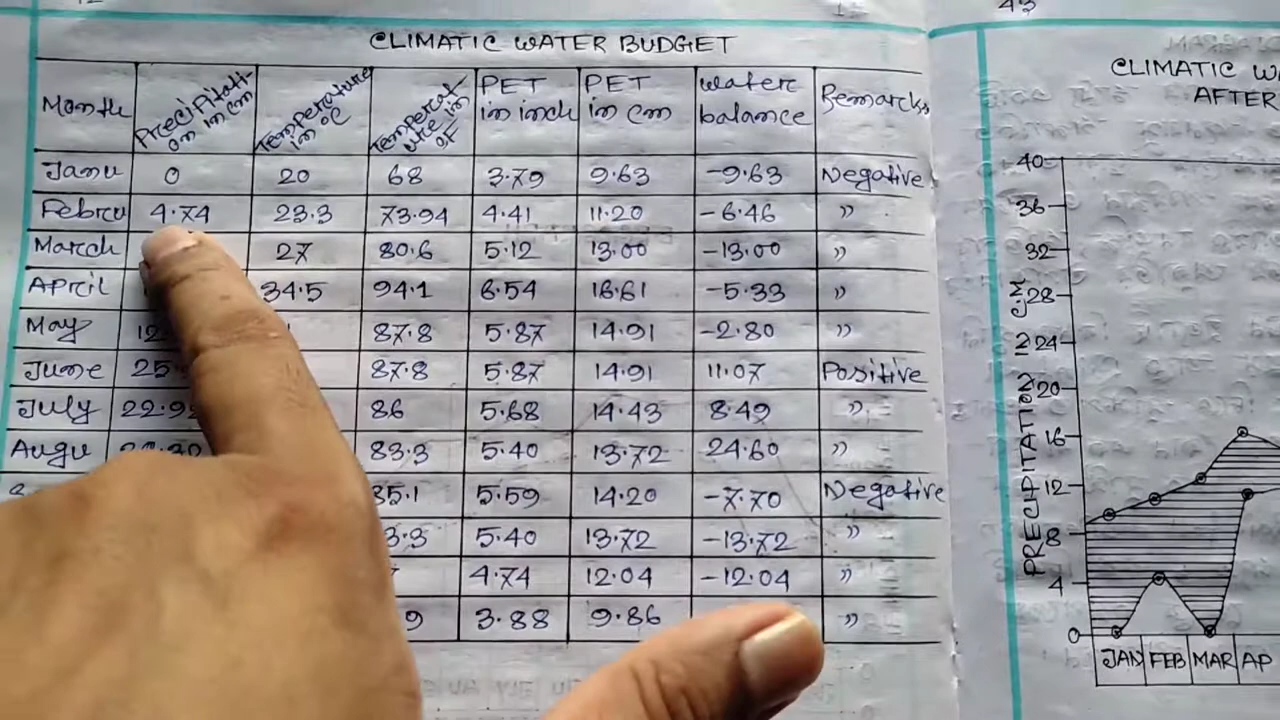 CLIMATIC WATER BUDGET
Month Precipitati-on in cm Temperature in °C Temperature in °F PET in inch PET in cm Water balance Remarks
Janu 0 20 68 3.79 9.63 -9.63 Negative
Febru 4.74 23.3 73.94 4.41 11.20 -6.46 ”
March 27 80.6 5.12 13.00 -13.00 ”
April 34.5 94.1 6.54 16.61 -5.33 ”
May 87.8 5.87 14.91 -2.80 ”
June 87.8 5.87 14.91 11.07 Positive
July 86 5.68 14.43 8.49 ”
Augu 83.3 5.40 13.72 24.60 ”
85.1 5.59 14.20 -7.70 Negative
5.40 13.72 -13.72 ”
4.74 12.04 -12.04 ”
3.88 9.86 ”
43
CLIMATIC
AFTER
PRECIPITATION IN CM
40
36
32
28
24
20
16
12
8
4
0
JAN FEB MAR AP